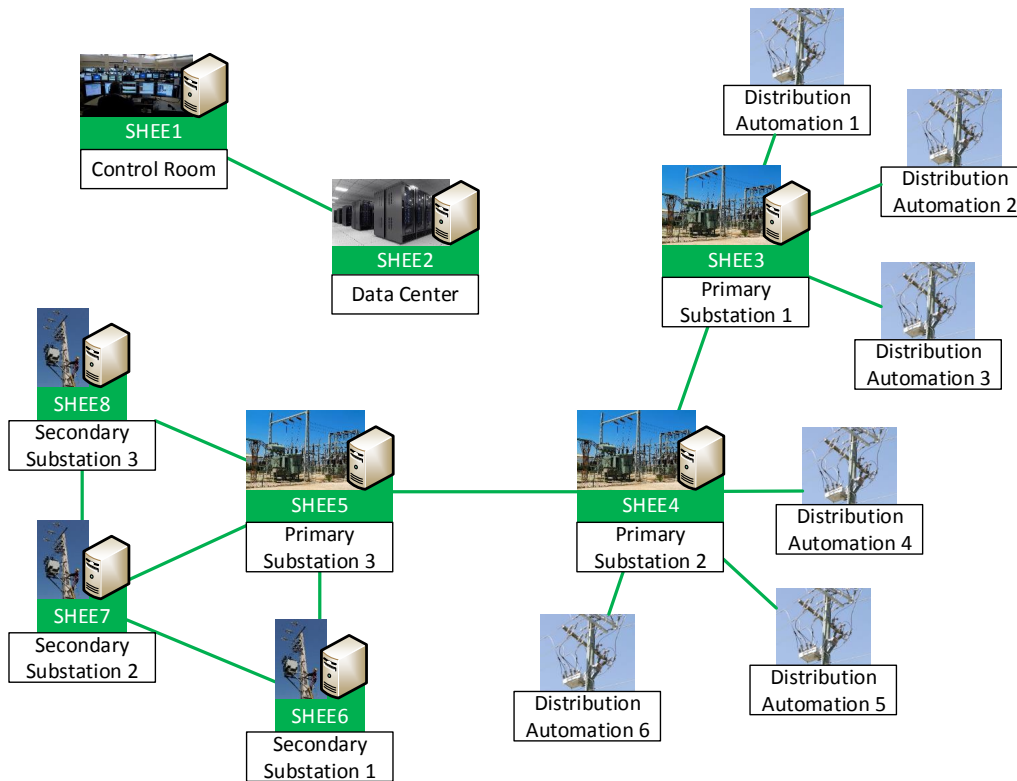 SHEE1
Control Room
SHEE2
Data Center
Distribution
Automation 1
Distribution
Automation 2
SHEE3
Primary
Substation 1
Distribution
Automation 3
SHEE8
Secondary
Substation 3
SHEE5
Primary
Substation 3
SHEE4
Primary
Substation 2
Distribution
Automation 4
SHEE7
Secondary
Substation 2
SHEE6
Secondary
Substation 1
Distribution
Automation 6
Distribution
Automation 5